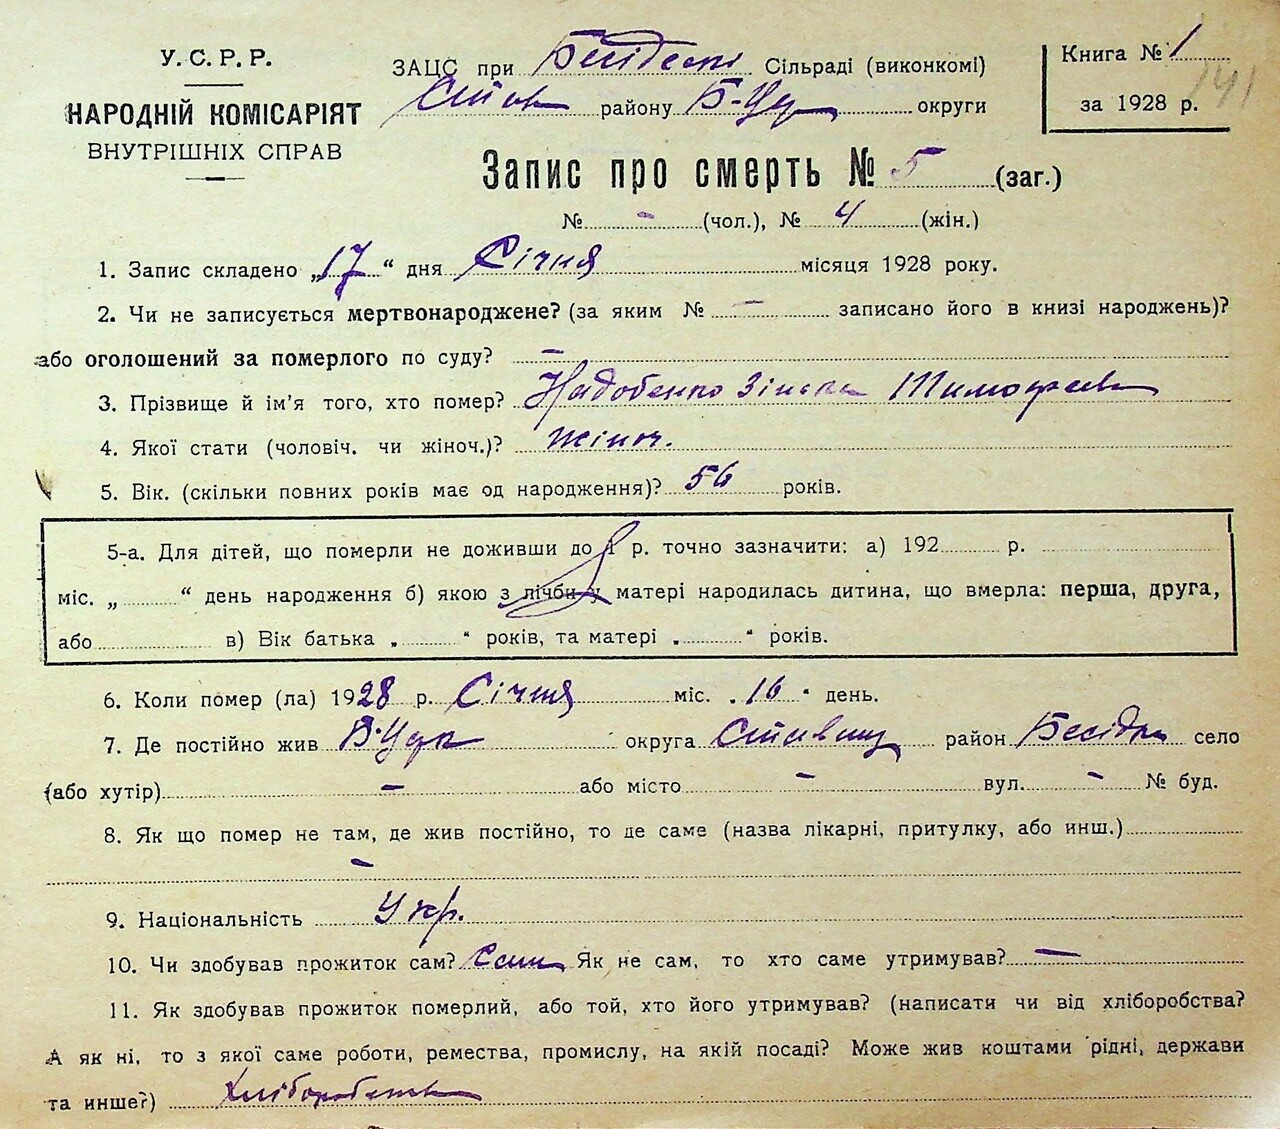 У.С.Р.Р.
НАРОДНІЙ КОМІСАРІЯТ
ВНУТРІШНІХ СПРАВ
ЗАЦС при Сільраді (виконкомі)
району Б-Цер округи
Книга № 1
за 1928 р.
141
Запис про смерть № 5 (заг.)
№ - (чол.), № 4 (жін.)
1. Запис складено „17“ дня Січня місяця 1928 року.
2. Чи не записується мертвонароджене? (за яким № — записано його в книзі народжень)?
або оголошений за померлого по суду? —
3. Прізвище й ім'я того, хто помер? Надобенко Зінька Тимофеев
4. Якої стати (чоловіч. чи жіноч.)? жіноч.
5. Вік. (скільки повних років має од народження)? 56 років.
5-а. Для дітей, що померли не доживши до 1 р. точно зазначити: а) 192 р.
міс. „ “ день народження б) якою з лічби у матері народилась дитина, що вмерла: перша, друга,
або в) Вік батька „ “ років, та матері „ “ років.
6. Коли помер (ла) 1928 р. Січня міс. „16“ день.
7. Де постійно жив Б-Церк округа Ставищ район Бесідка село
(або хутір) — або місто — вул. — № буд.
8. Як що помер не там, де жив постійно, то де саме (назва лікарні, притулку, або инш.)
—
9. Національність Укр.
10. Чи здобував прожиток сам? Сам Як не сам, то хто саме утримував? —
11. Як здобував прожиток померлий, або той, хто його утримував? (написати чи від хліборобства?
А як ні, то з якої саме роботи, ремества, промислу, на якій посаді? Може жив коштами рідні, держави
та инше?) Хліборобства